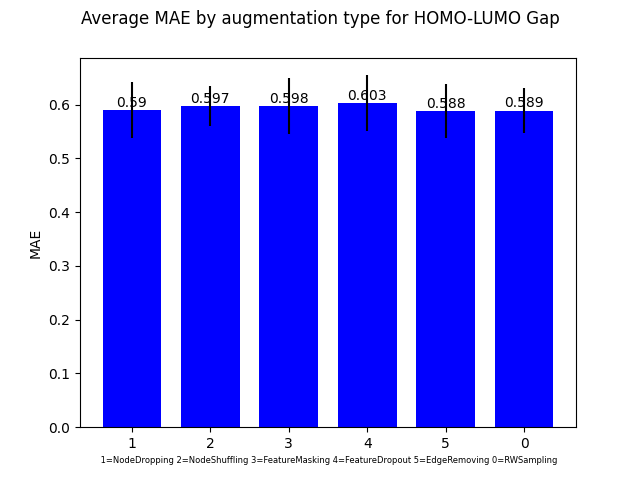 Average MAE by augmentation type for HOMO-LUMO Gap
0.59 0.597 0.598 0.603 0.588 0.589
0.6
0.5
0.4
0.3
0.2
0.1
0.0
MAE
1 2 3 4 5 0
1=NodeDropping 2=NodeShuffling 3=FeatureMasking 4=FeatureDropout 5=EdgeRemoving 0=RWSampling